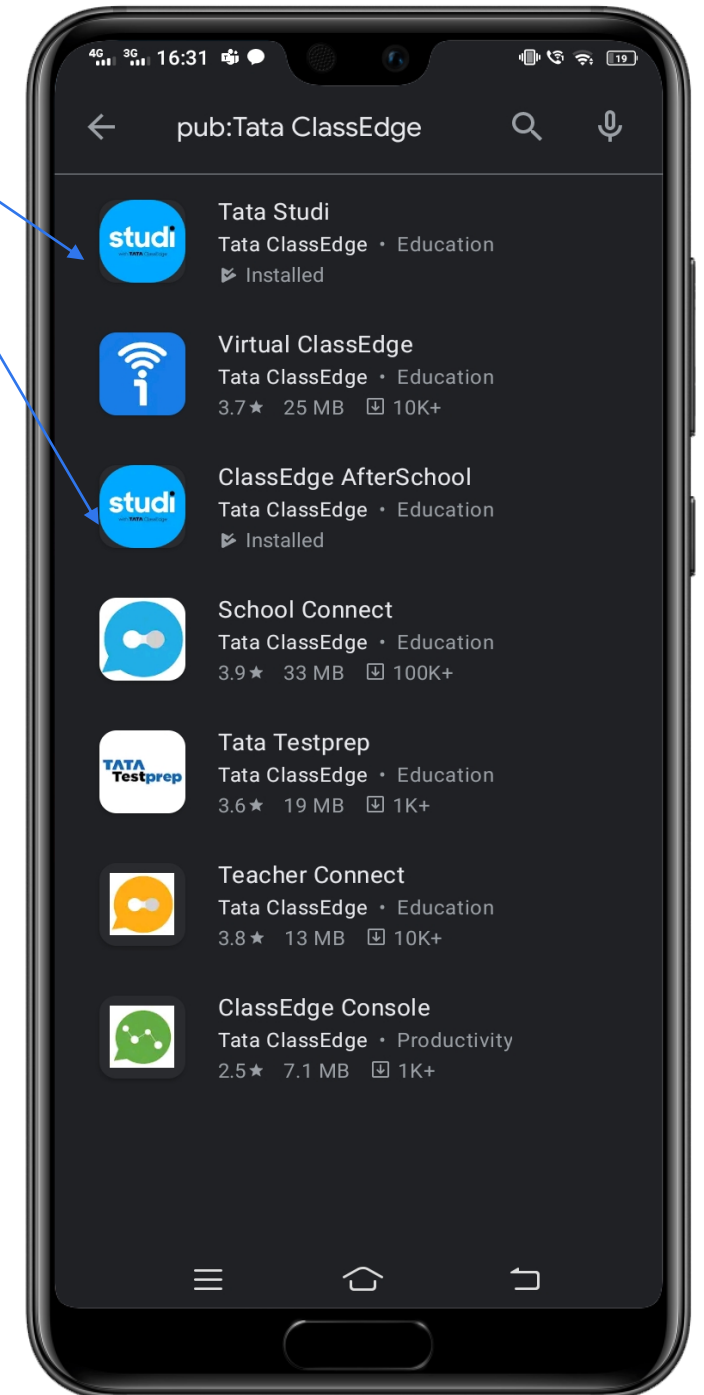 4G 3G 16:31 19
pub:Tata ClassEdge
studi
Tata Studi
Tata ClassEdge • Education
Installed
Virtual ClassEdge
Tata ClassEdge • Education
3.7★ 25 MB 10K+
studi
ClassEdge AfterSchool
Tata ClassEdge • Education
Installed
School Connect
Tata ClassEdge • Education
3.9★ 33 MB 100K+
TATA
Testprep
Tata Testprep
Tata ClassEdge • Education
3.6★ 19 MB 1K+
Teacher Connect
Tata ClassEdge • Education
3.8★ 13 MB 10K+
ClassEdge Console
Tata ClassEdge • Productivity
2.5★ 7.1 MB 1K+